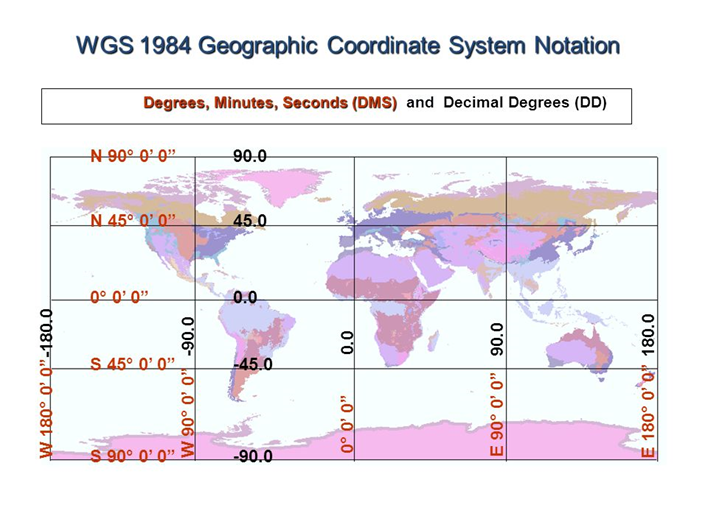 WGS 1984 Geographic Coordinate System Notation
Degrees, Minutes, Seconds (DMS) and Decimal Degrees (DD)
N 90° 0’ 0” 90.0
N 45° 0’ 0” 45.0
0° 0’ 0” 0.0
S 45° 0’ 0” -45.0
S 90° 0’ 0” -90.0
W 180° 0’ 0” -180.0
W 90° 0’ 0” -90.0
0° 0’ 0” 0.0
E 90° 0’ 0” 90.0
E 180° 0’ 0” 180.0